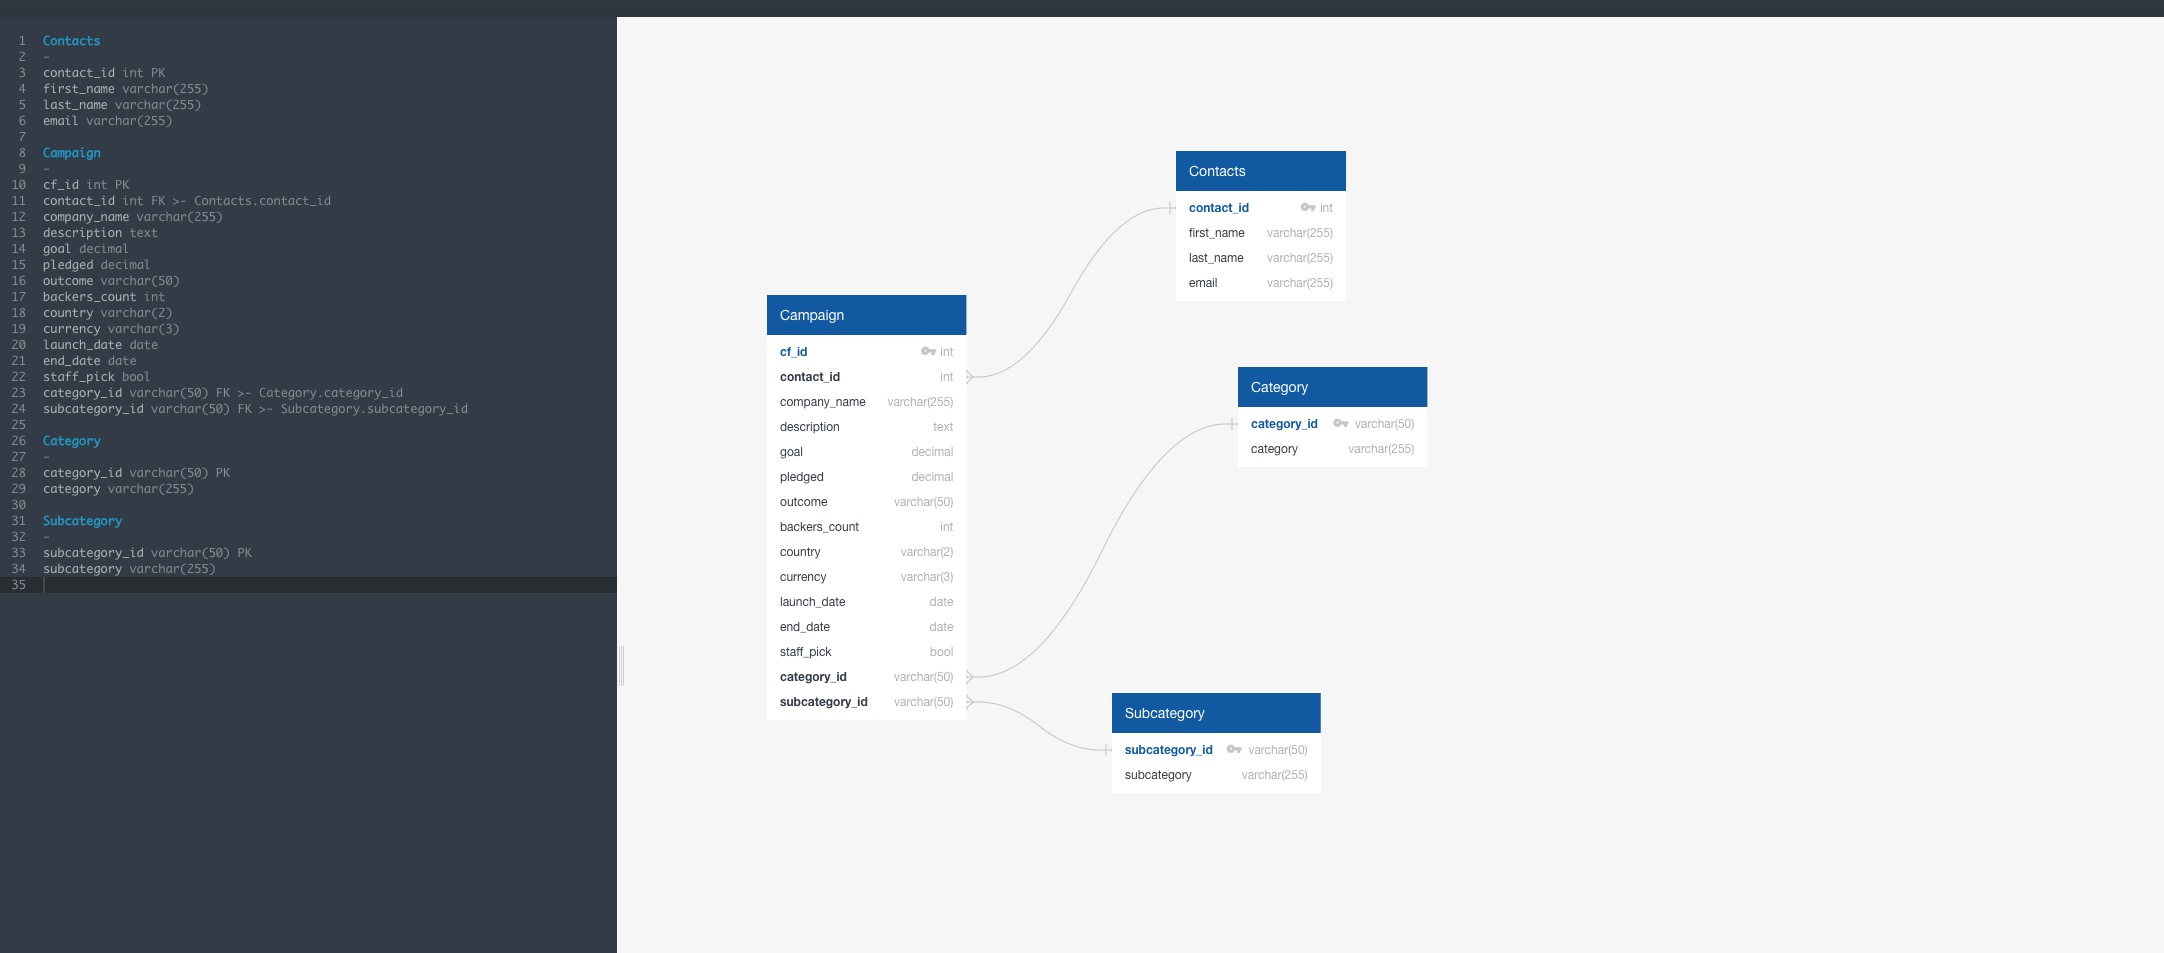 1 Contacts
2 -
3 contact_id int PK
4 first_name varchar(255)
5 last_name varchar(255)
6 email varchar(255)
7
8 Campaign
9 -
10 cf_id int PK
11 contact_id int FK >- Contacts.contact_id
12 company_name varchar(255)
13 description text
14 goal decimal
15 pledged decimal
16 outcome varchar(50)
17 backers_count int
18 country varchar(2)
19 currency varchar(3)
20 launch_date date
21 end_date date
22 staff_pick bool
23 category_id varchar(50) FK >- Category.category_id
24 subcategory_id varchar(50) FK >- Subcategory.subcategory_id
25
26 Category
27 -
28 category_id varchar(50) PK
29 category varchar(255)
30
31 Subcategory
32 -
33 subcategory_id varchar(50) PK
34 subcategory varchar(255)
35
Contacts
contact_id int
first_name varchar(255)
last_name varchar(255)
email varchar(255)
Campaign
cf_id int
contact_id int
company_name varchar(255)
description text
goal decimal
pledged decimal
outcome varchar(50)
backers_count int
country varchar(2)
currency varchar(3)
launch_date date
end_date date
staff_pick bool
category_id varchar(50)
subcategory_id varchar(50)
Category
category_id varchar(50)
category varchar(255)
Subcategory
subcategory_id varchar(50)
subcategory varchar(255)